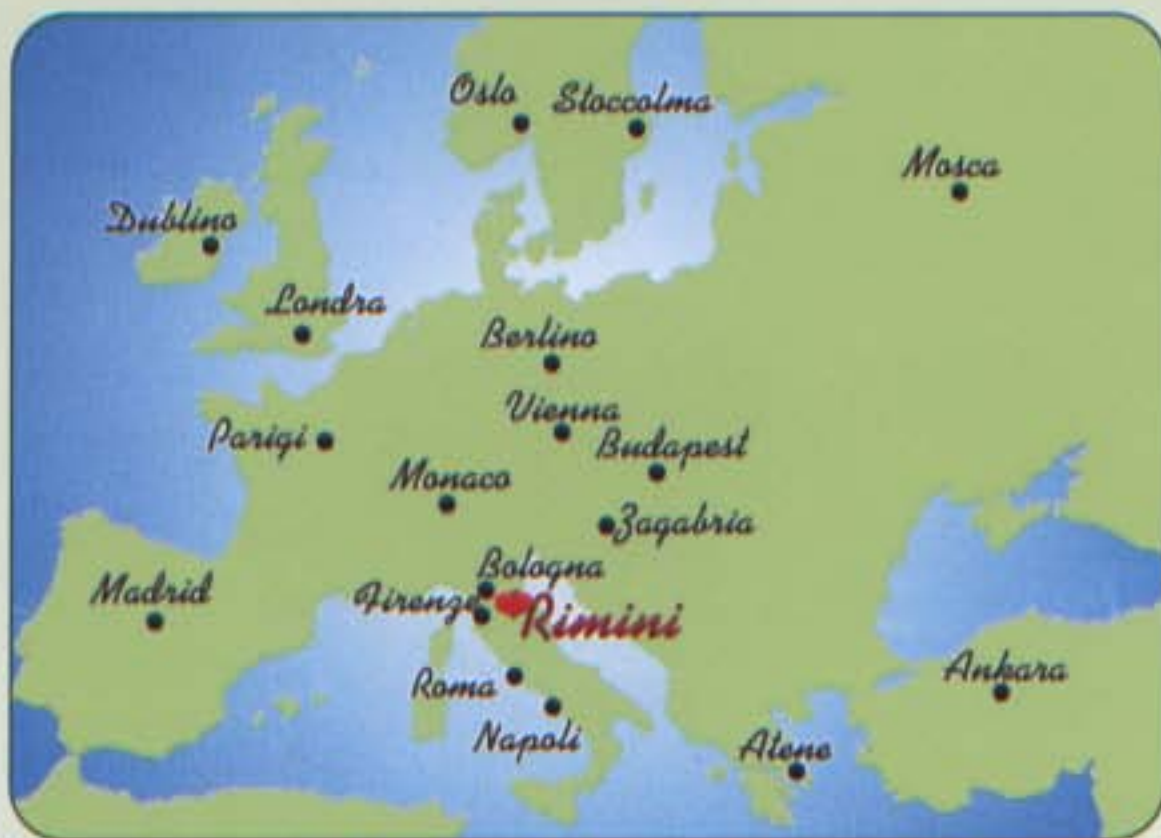 Oslo
Stoccolma
Mosca
Dublino
Londra
Berlino
Vienna
Parigi
Budapest
Monaco
Zagabria
Bologna
Madrid
Firenze
Rimini
Roma
Ankara
Napoli
Atene